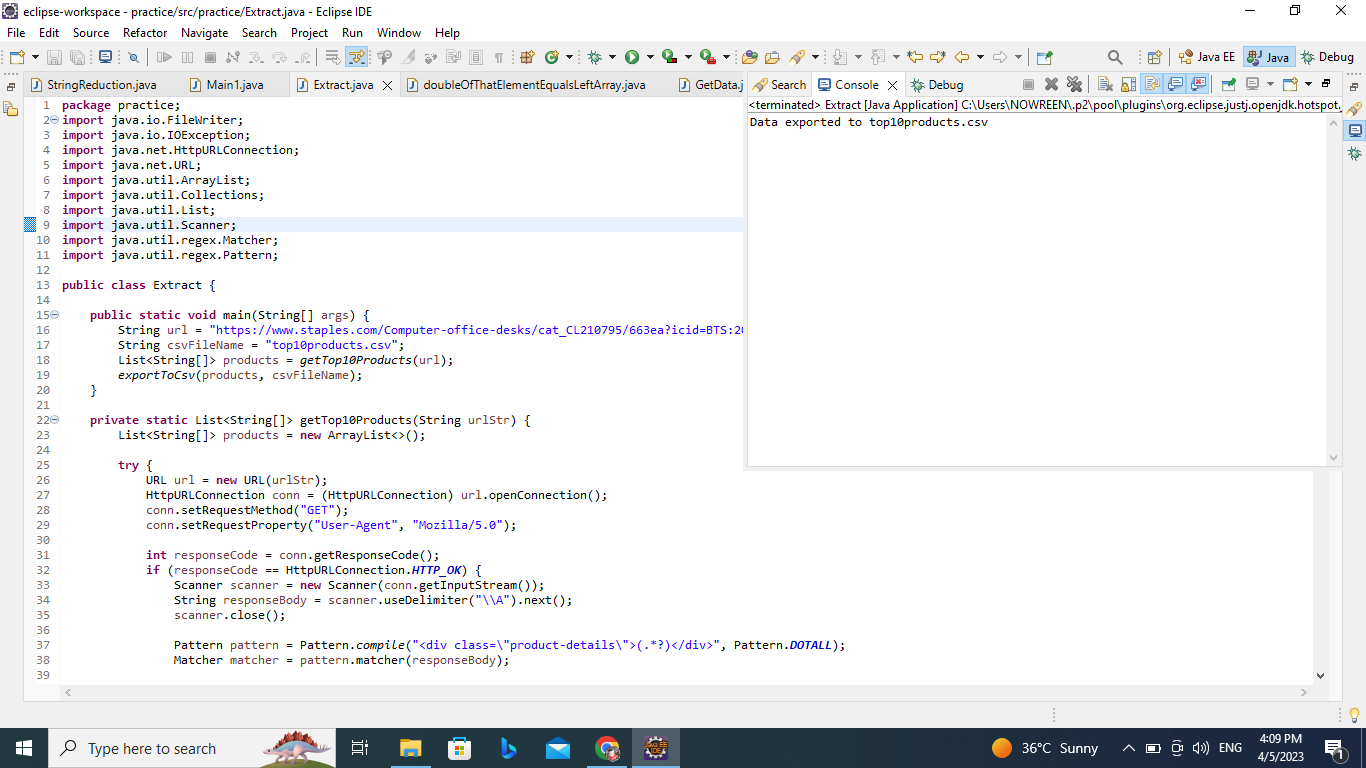 eclipse-workspace - practice/src/practice/Extract.java - Eclipse IDE
File Edit Source Refactor Navigate Search Project Run Window Help
Java EE Java Debug
StringReduction.java Main1.java Extract.java doubleOfThatElementEqualsLeftArray.java GetData.j
Search Console Debug
<terminated> Extract [Java Application] C:\Users\NOWREEN\.p2\pool\plugins\org.eclipse.justj.openjdk.hotspot.
Data exported to top10products.csv
1 package practice;
2 import java.io.FileWriter;
3 import java.io.IOException;
4 import java.net.HttpURLConnection;
5 import java.net.URL;
6 import java.util.ArrayList;
7 import java.util.Collections;
8 import java.util.List;
9 import java.util.Scanner;
10 import java.util.regex.Matcher;
11 import java.util.regex.Pattern;
12
13 public class Extract {
14
15 public static void main(String[] args) {
16 String url = "https://www.staples.com/Computer-office-desks/cat_CL210795/663ea?icid=BTS:20
17 String csvFileName = "top10products.csv";
18 List<String[]> products = getTop10Products(url);
19 exportToCsv(products, csvFileName);
20 }
21
22 private static List<String[]> getTop10Products(String urlStr) {
23 List<String[]> products = new ArrayList<>();
24
25 try {
26 URL url = new URL(urlStr);
27 HttpURLConnection conn = (HttpURLConnection) url.openConnection();
28 conn.setRequestMethod("GET");
29 conn.setRequestProperty("User-Agent", "Mozilla/5.0");
30
31 int responseCode = conn.getResponseCode();
32 if (responseCode == HttpURLConnection.HTTP_OK) {
33 Scanner scanner = new Scanner(conn.getInputStream());
34 String responseBody = scanner.useDelimiter("\\A").next();
35 scanner.close();
36
37 Pattern pattern = Pattern.compile("<div class=\"product-details\">(.*?)</div>", Pattern.DOTALL);
38 Matcher matcher = pattern.matcher(responseBody);
39
Type here to search
36°C Sunny
ENG
4:09 PM
4/5/2023
1